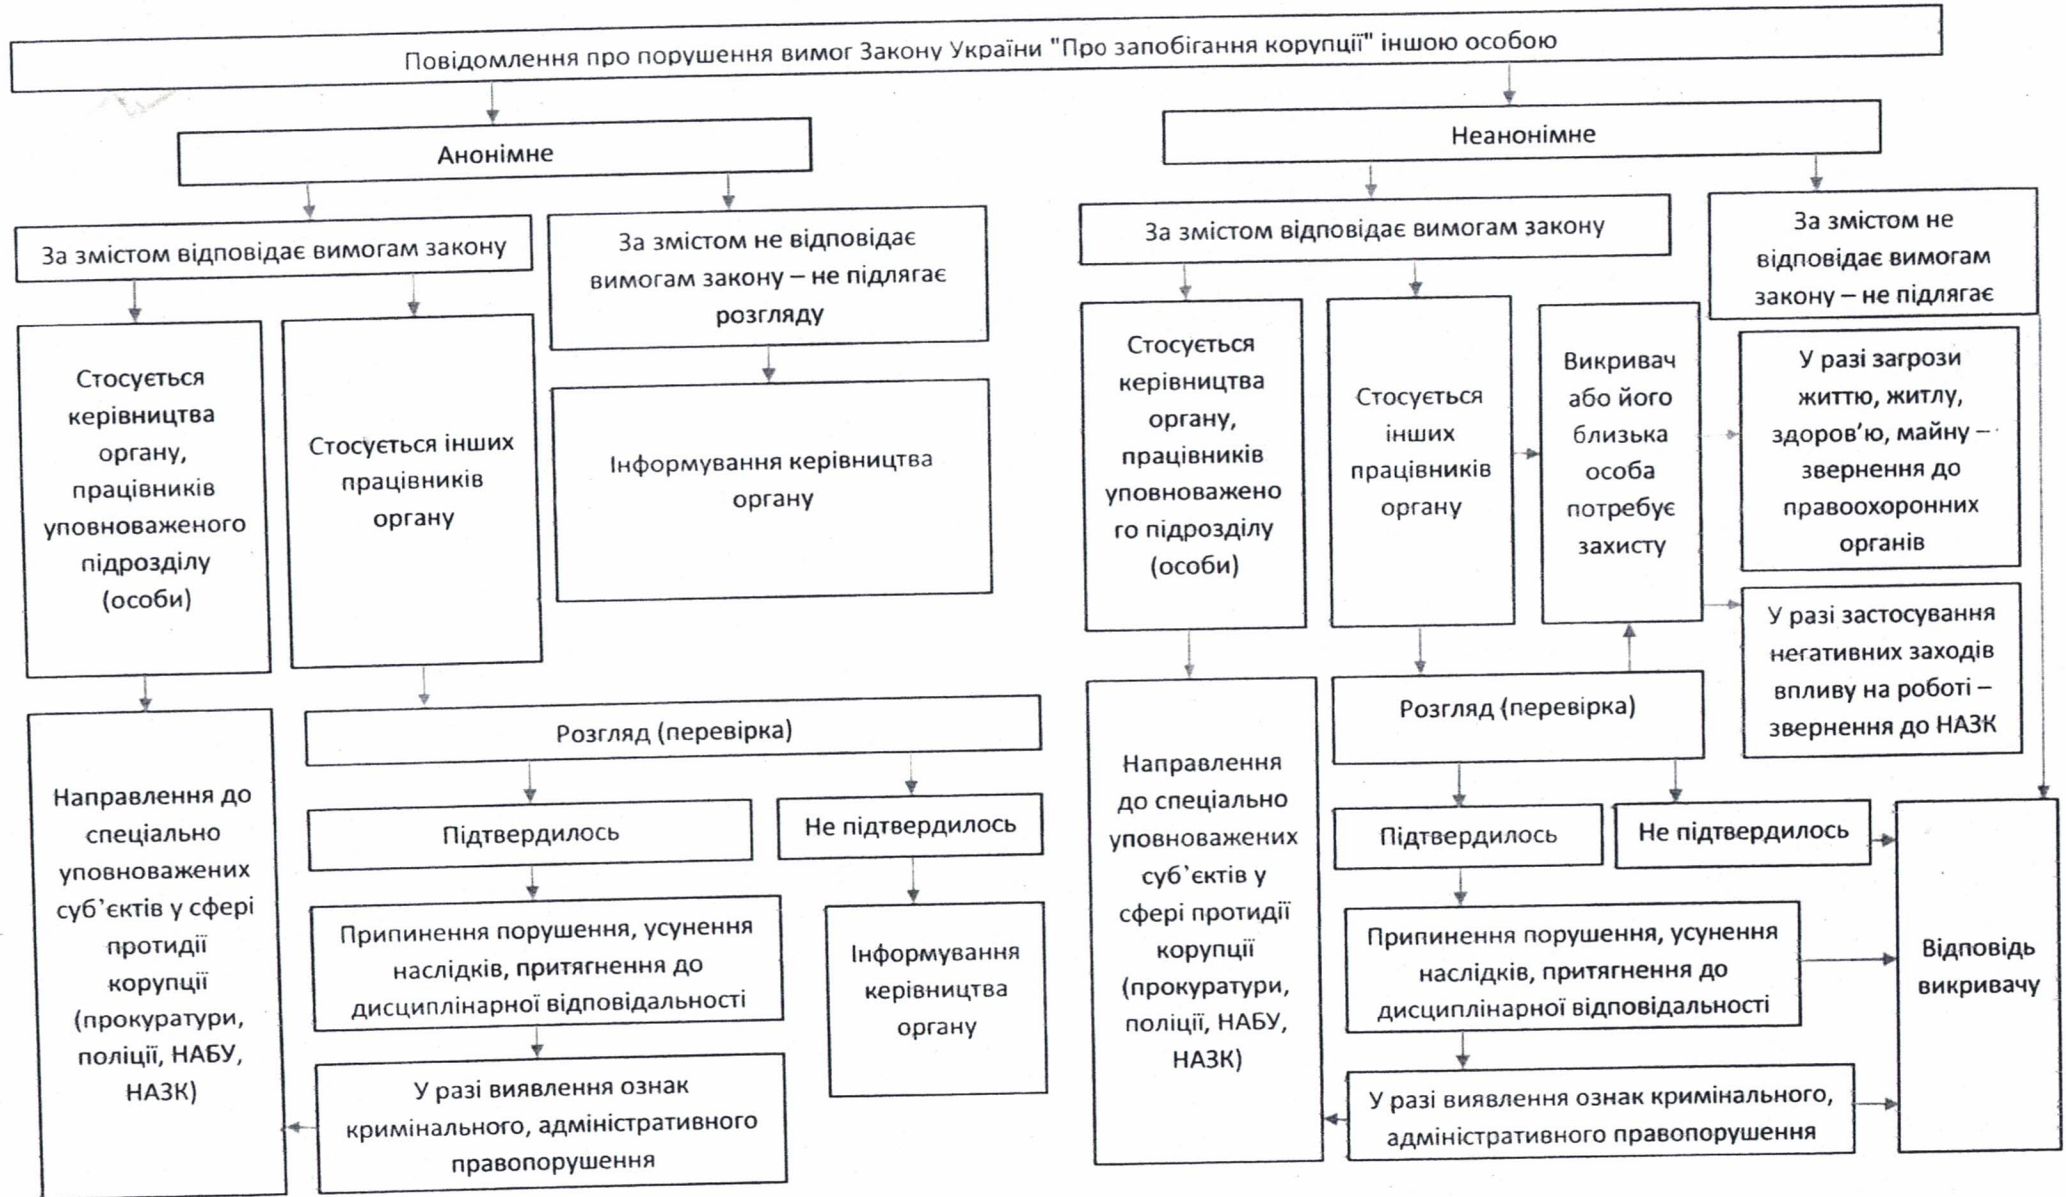 Повідомлення про порушення вимог Закону України "Про запобігання корупції" іншою особою
Анонімне
За змістом відповідає вимогам закону
За змістом не відповідає
вимогам закону – не підлягає
розгляду
Стосується
керівництва
органу,
працівників
уповноваженого
підрозділу
(особи)
Стосується інших
працівників
органу
Інформування керівництва
органу
Направлення до
спеціально
уповноважених
суб’єктів у сфері
протидії
корупції
(прокуратури,
поліції, НАБУ,
НАЗК)
Розгляд (перевірка)
Підтвердилось
Не підтвердилось
Припинення порушення, усунення
наслідків, притягнення до
дисциплінарної відповідальності
Інформування
керівництва
органу
У разі виявлення ознак
кримінального, адміністративного
правопорушення
Неанонімне
За змістом відповідає вимогам закону
За змістом не
відповідає вимогам
закону – не підлягає
Стосується
керівництва
органу,
працівників
уповноважено
го підрозділу
(особи)
Стосується
інших
працівників
органу
Викривач
або його
близька
особа
потребує
захисту
У разі загрози
життю, житлу,
здоров’ю, майну –
звернення до
правоохоронних
органів
У разі застосування
негативних заходів
впливу на роботі –
звернення до НАЗК
Направлення
до спеціально
уповноважених
суб’єктів у
сфері протидії
корупції
(прокуратури,
поліції, НАБУ,
НАЗК)
Розгляд (перевірка)
Підтвердилось
Не підтвердилось
Припинення порушення, усунення
наслідків, притягнення до
дисциплінарної відповідальності
У разі виявлення ознак кримінального,
адміністративного правопорушення
Відповідь
викривачу